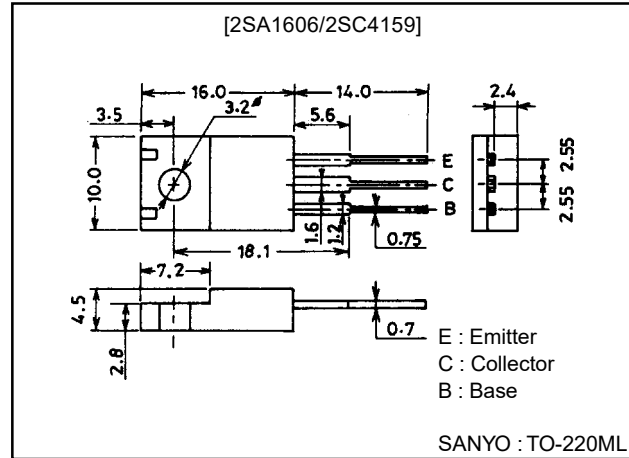 [2SA1606/2SC4159]
16.0
14.0
2.4
3.5
3.2ø
5.6
10.0
E
C
B
2.55
2.55
1.6
1.2
0.75
18.1
7.2
4.5
2.8
0.7
E : Emitter
C : Collector
B : Base
SANYO : TO-220ML